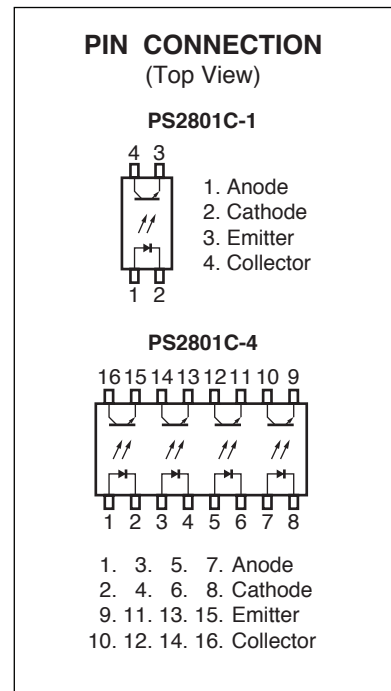 PIN CONNECTION
(Top View)
PS2801C-1
4 3
1. Anode
2. Cathode
3. Emitter
4. Collector
1 2
PS2801C-4
16 15 14 13 12 11 10 9
1 2 3 4 5 6 7 8
1. 3. 5. 7. Anode
2. 4. 6. 8. Cathode
9. 11. 13. 15. Emitter
10. 12. 14. 16. Collector